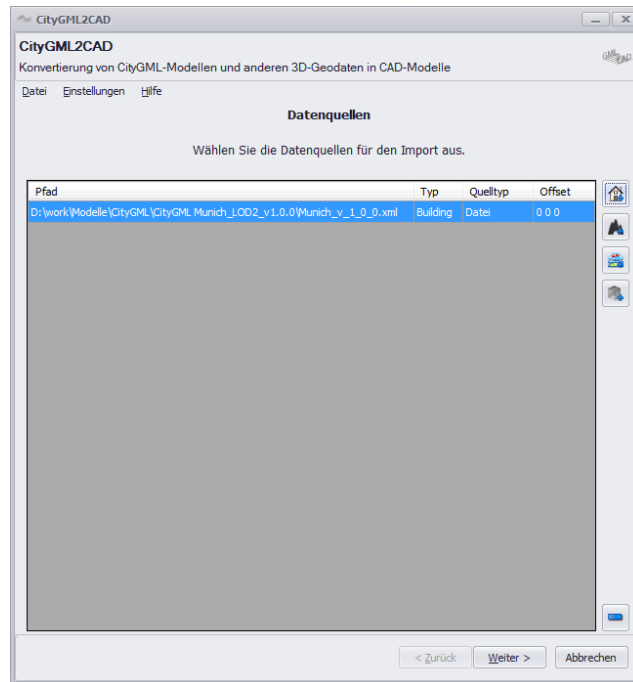 CityGML2CAD
CityGML2CAD
Konvertierung von CityGML-Modellen und anderen 3D-Geodaten in CAD-Modelle
Datei Einstellungen Hilfe
Datenquellen
Wählen Sie die Datenquellen für den Import aus.
Pfad Typ Quelltyp Offset
D:\work\Modelle\CityGML\CityGML Munich_LOD2_v1.0.0\Munich_v_1_0_0.xml Building Datei 0 0 0
< Zurück Weiter > Abbrechen